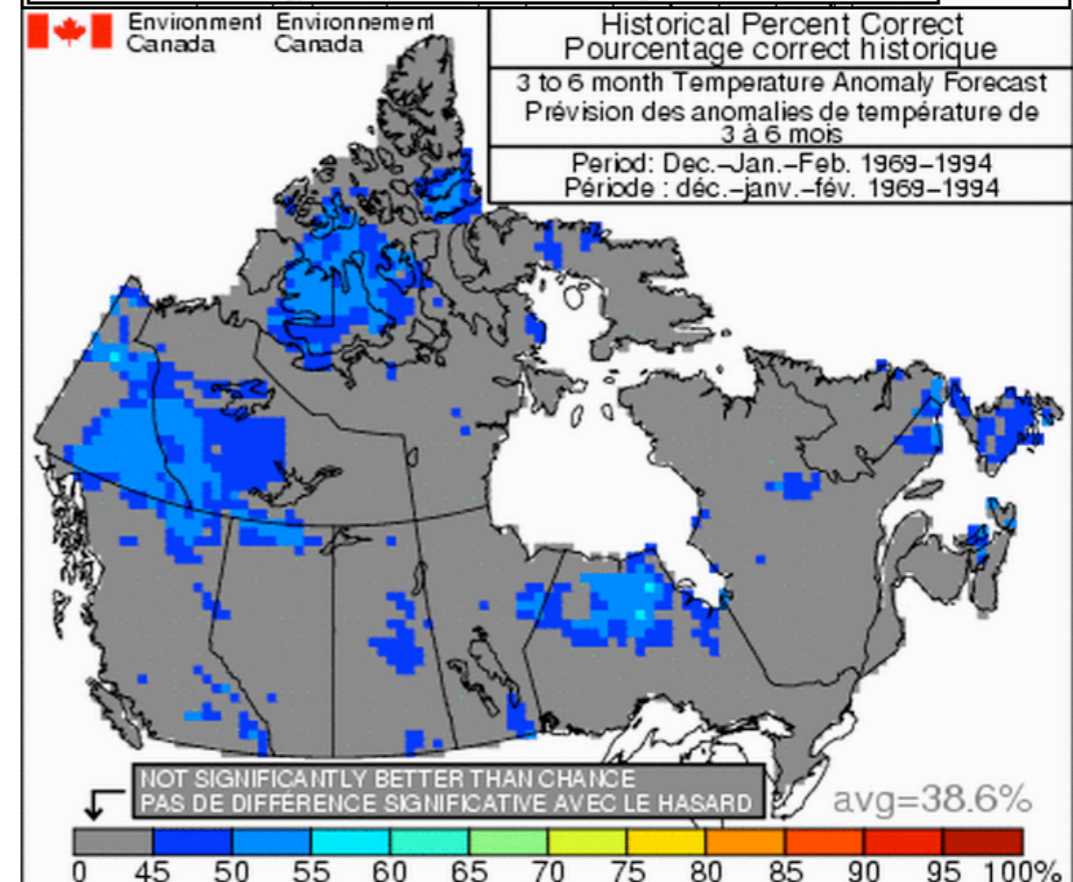 Environment Environnement
Canada Canada
Historical Percent Correct
Pourcentage correct historique
3 to 6 month Temperature Anomaly Forecast
Prévision des anomalies de température de
3 à 6 mois
Period: Dec.–Jan.–Feb. 1969–1994
Période : déc.–janv.–fév. 1969–1994
NOT SIGNIFICANTLY BETTER THAN CHANCE
PAS DE DIFFÉRENCE SIGNIFICATIVE AVEC LE HASARD
avg=38.6%
0 45 50 55 60 65 70 75 80 85 90 95 100%